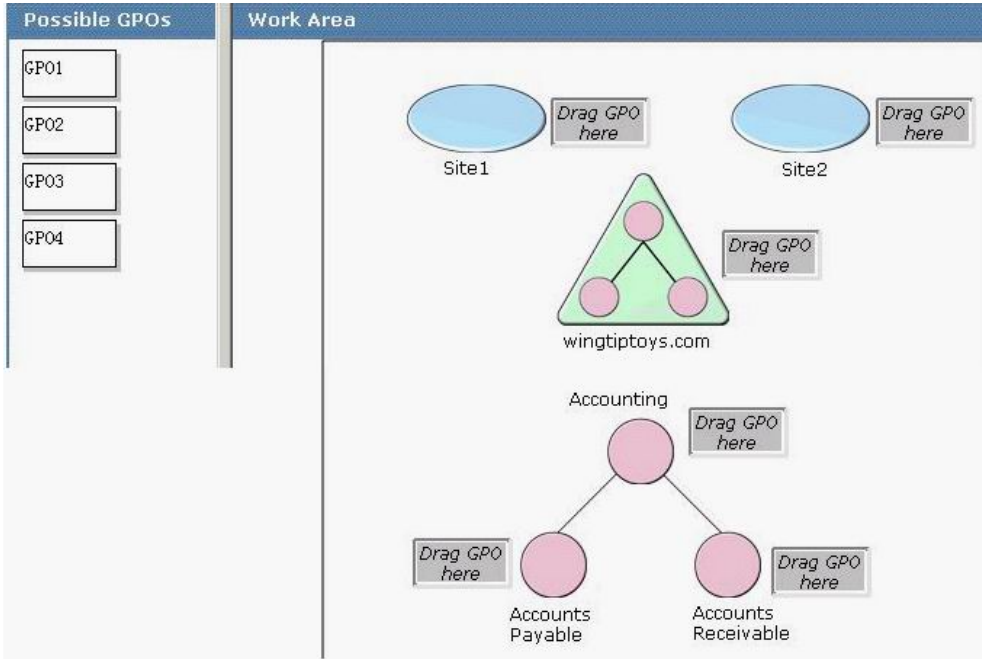 Possible GPOs
Work Area
GPO1
GPO2
GPO3
GPO4
Drag GPO
here
Site1
Drag GPO
here
Site2
Drag GPO
here
wingtiptoys.com
Accounting
Drag GPO
here
Drag GPO
here
Accounts
Payable
Drag GPO
here
Accounts
Receivable